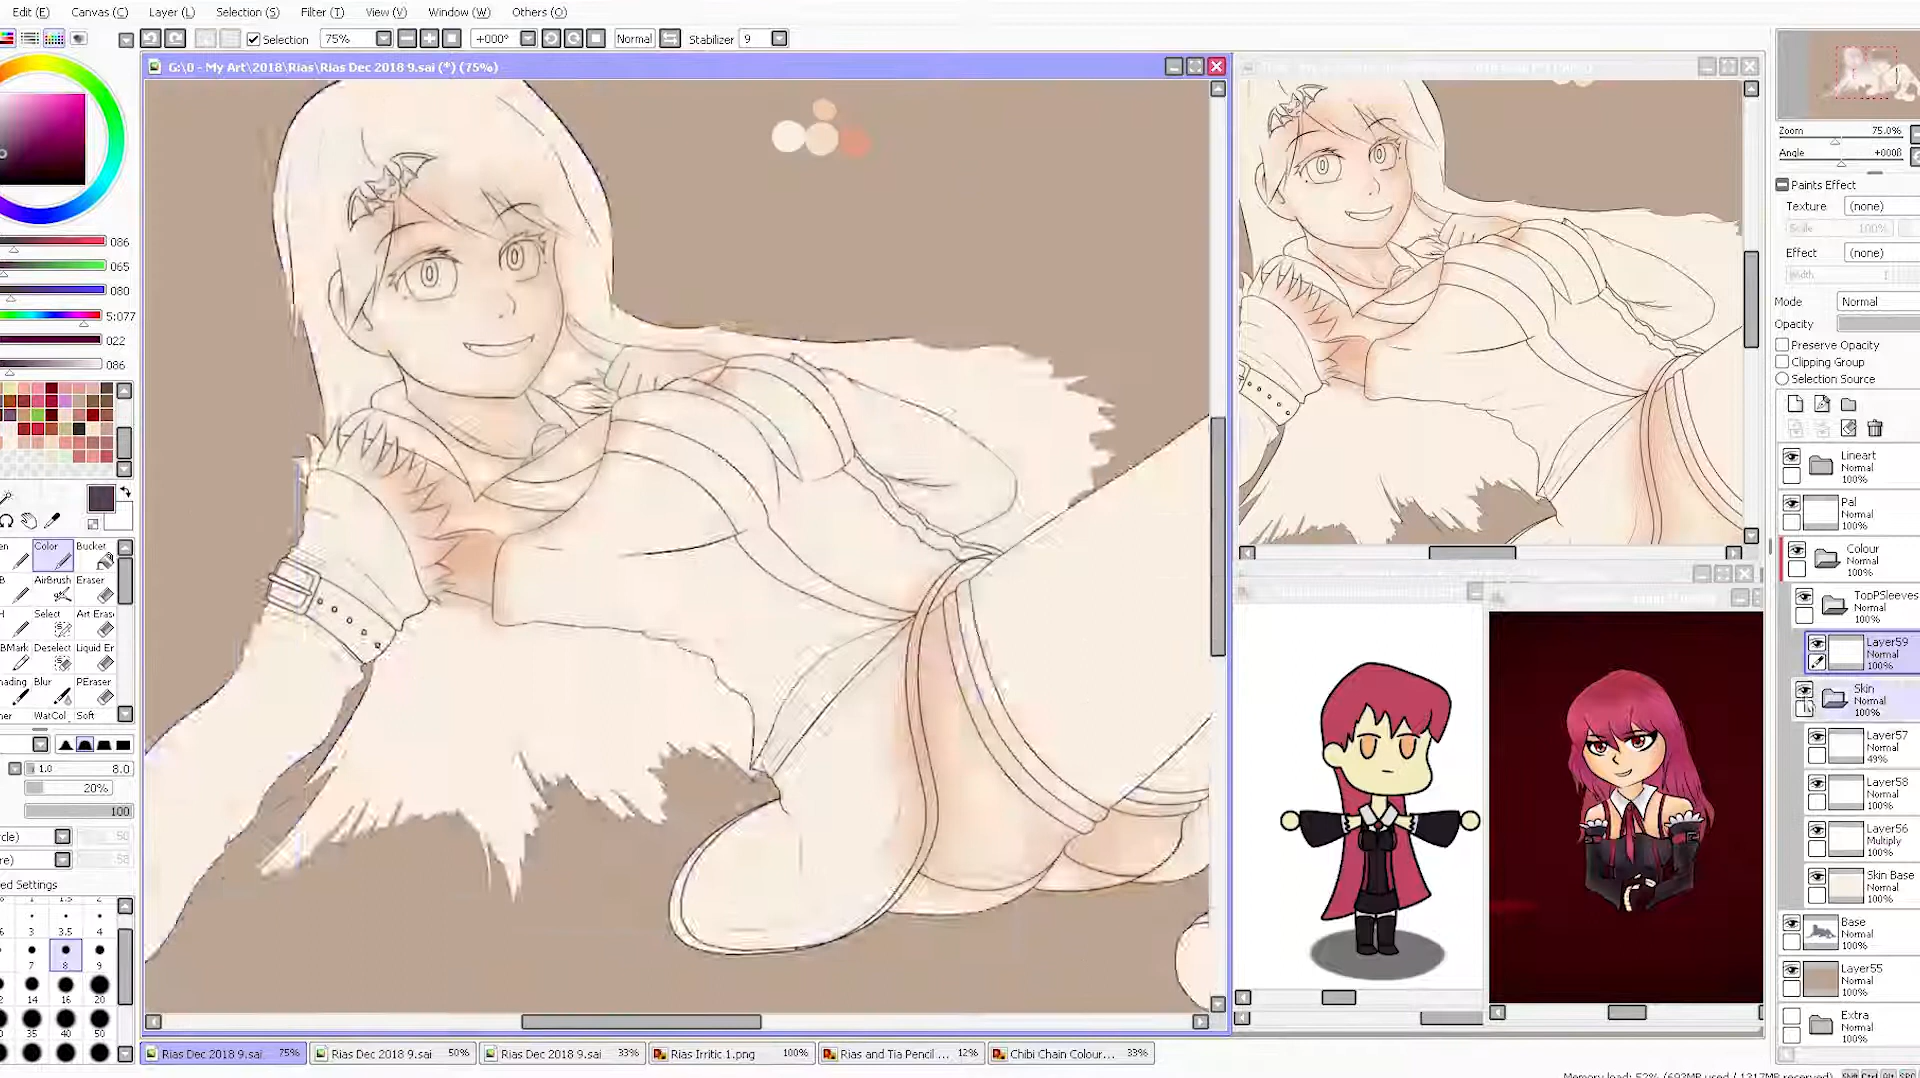 Edit (E) Canvas (C) Layer (L) Selection (S) Filter (T) View (V) Window (W) Others (O)
Selection 75% +000° Normal Stabilizer 9
G:\0 - My Art\2018\Rias\Rias Dec 2018 9.sai (*) (75%)
086
065
080
S:077
022
086
Color Bucket
AirBrush Eraser
Select Art Eras
BMark Deselect Liquid Er
hading Blur PEraser
WatCol Soft
1.0 8.0
20%
100
50
ed Settings
3 3.5 4
7 8 9
14 16 20
35 40 50
Zoom 75.0%
Angle
Paints Effect
Texture (none)
Scale 100%
Effect (none)
Width 1
Mode Normal
Opacity
Preserve Opacity
Clipping Group
Selection Source
Lineart
Normal
100%
Pal
Normal
100%
Colour
Normal
100%
TopPSleeves
Normal
100%
Layer59
Normal
100%
Skin
Normal
100%
Layer57
Normal
49%
Layer58
Normal
100%
Layer56
Multiply
100%
Skin Base
Normal
100%
Base
Normal
100%
Layer55
Normal
100%
Extra
Normal
100%
Rias Dec 2018 9.sai 75% Rias Dec 2018 9.sai 50% Rias Dec 2018 9.sai 33% Rias Irritic 1.png 100% Rias and Tia Pencil ... 12% Chibi Chain Colour... 33%